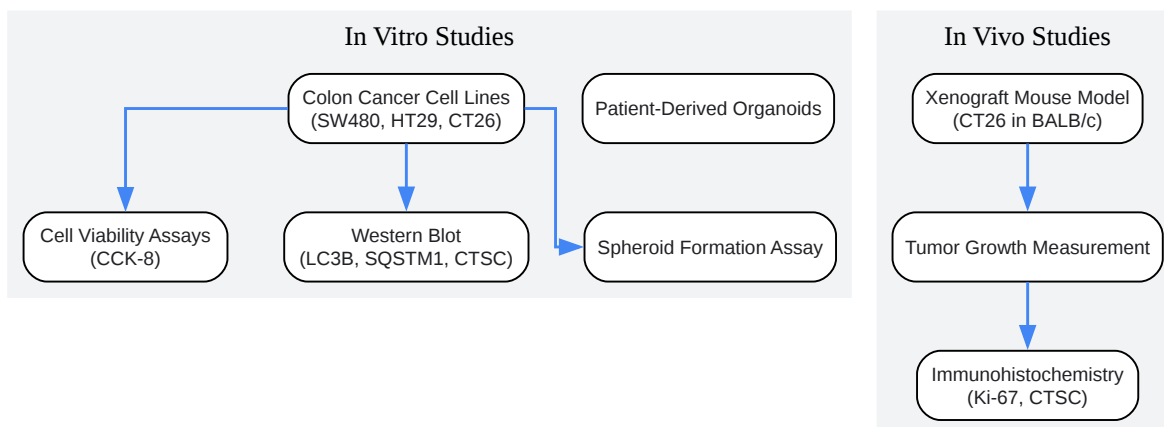 In Vitro Studies
Colon Cancer Cell Lines
(SW480, HT29, CT26)
Patient-Derived Organoids
Cell Viability Assays
(CCK-8)
Western Blot
(LC3B, SQSTM1, CTSC)
Spheroid Formation Assay
In Vivo Studies
Xenograft Mouse Model
(CT26 in BALB/c)
Tumor Growth Measurement
Immunohistochemistry
(Ki-67, CTSC)